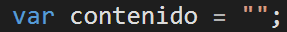 var contenido = "";